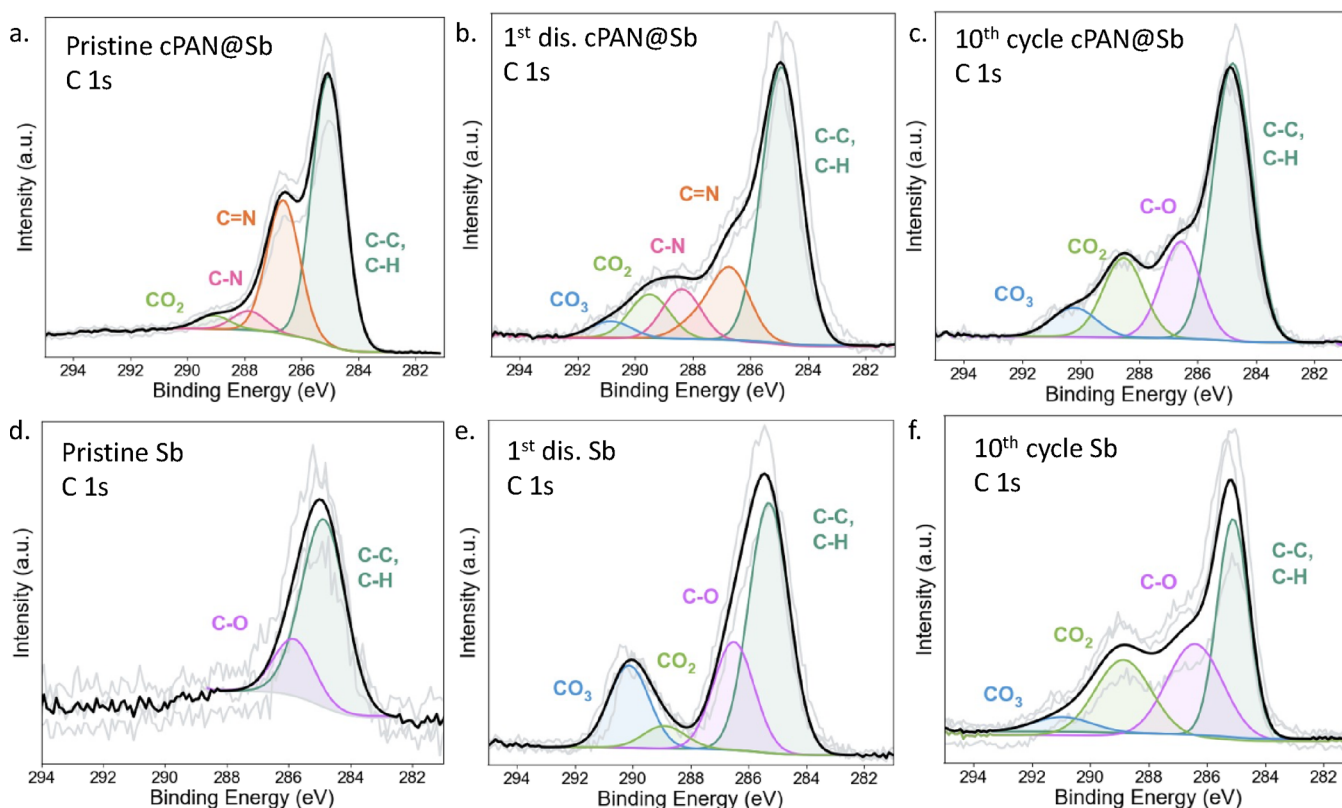 a.
Pristine cPAN@Sb
C 1s
C=N
C-N
CO₂
C-C,
C-H
Intensity (a.u.)
294 292 290 288 286 284 282
Binding Energy (eV)
b.
1ˢᵗ dis. cPAN@Sb
C 1s
C-C,
C-H
C=N
C-N
CO₂
CO₃
Intensity (a.u.)
294 292 290 288 286 284 282
Binding Energy (eV)
c.
10ᵗʰ cycle cPAN@Sb
C 1s
C-C,
C-H
C-O
CO₂
CO₃
Intensity (a.u.)
294 292 290 288 286 284 282
Binding Energy (eV)
d.
Pristine Sb
C 1s
C-C,
C-H
C-O
Intensity (a.u.)
294 292 290 288 286 284 282
Binding Energy (eV)
e.
1ˢᵗ dis. Sb
C 1s
C-C,
C-H
C-O
CO₂
CO₃
Intensity (a.u.)
294 292 290 288 286 284 282
Binding Energy (eV)
f.
10ᵗʰ cycle Sb
C 1s
C-C,
C-H
C-O
CO₂
CO₃
Intensity (a.u.)
294 292 290 288 286 284 282
Binding Energy (eV)